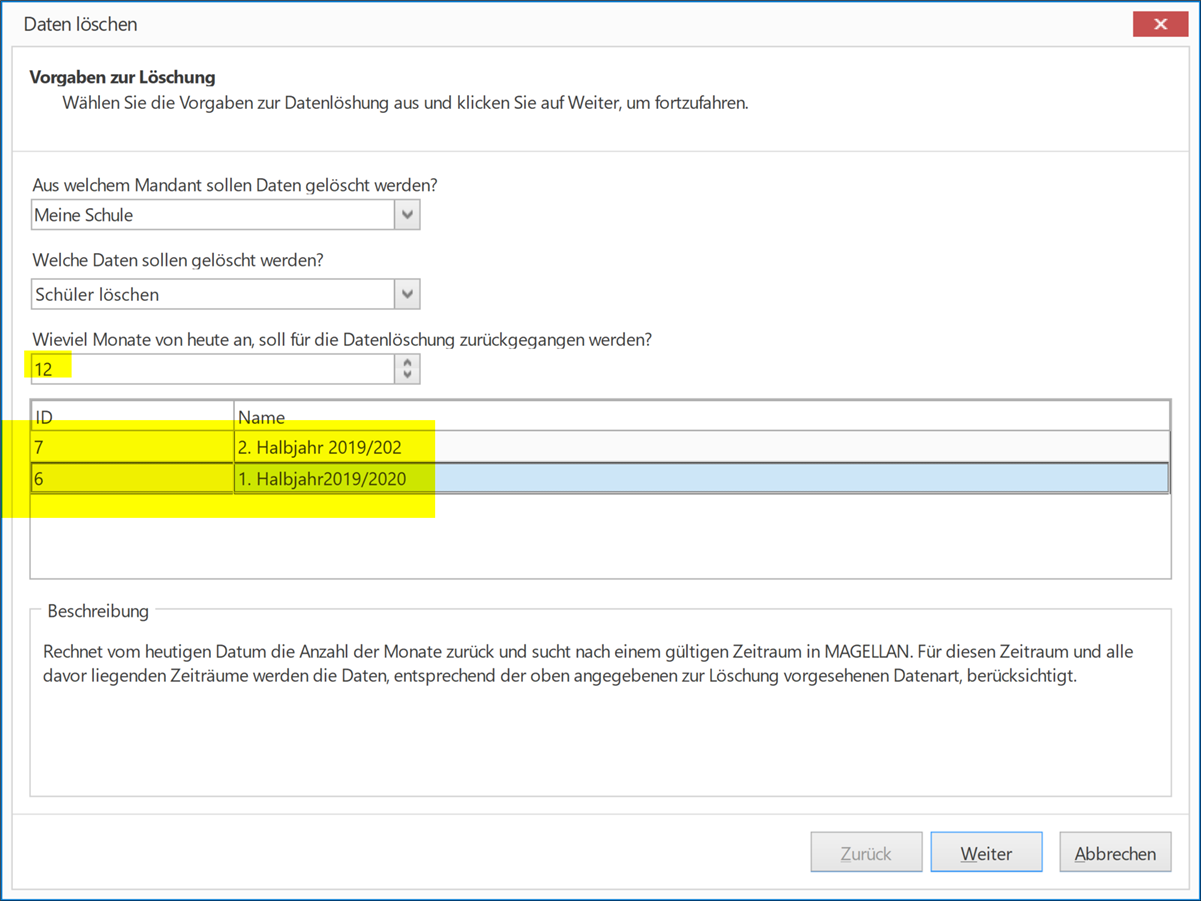 Daten löschen
Vorgaben zur Löschung
Wählen Sie die Vorgaben zur Datenlöshung aus und klicken Sie auf Weiter, um fortzufahren.
Aus welchem Mandant sollen Daten gelöscht werden?
Meine Schule
Welche Daten sollen gelöscht werden?
Schüler löschen
Wieviel Monate von heute an, soll für die Datenlöschung zurückgegangen werden?
12
ID Name
7 2. Halbjahr 2019/202
6 1. Halbjahr2019/2020
Beschreibung
Rechnet vom heutigen Datum die Anzahl der Monate zurück und sucht nach einem gültigen Zeitraum in MAGELLAN. Für diesen Zeitraum und alle
davor liegenden Zeiträume werden die Daten, entsprechend der oben angegebenen zur Löschung vorgesehenen Datenart, berücksichtigt.
Zurück Weiter Abbrechen